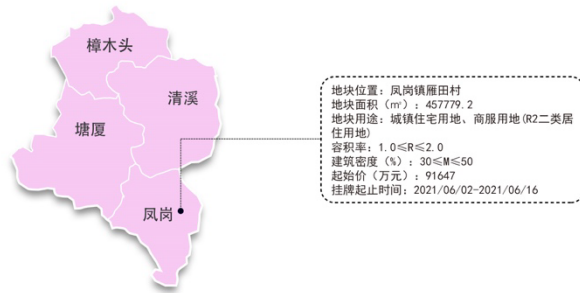 樟木头
清溪
塘厦
凤岗
地块位置：凤岗镇雁田村
地块面积（㎡）：457779.2
地块用途：城镇住宅用地、商服用地(R2二类居
住用地)
容积率：1.0≤R≤2.0
建筑密度（%）：30≤M≤50
起始价（万元）：91647
挂牌起止时间：2021/06/02-2021/06/16